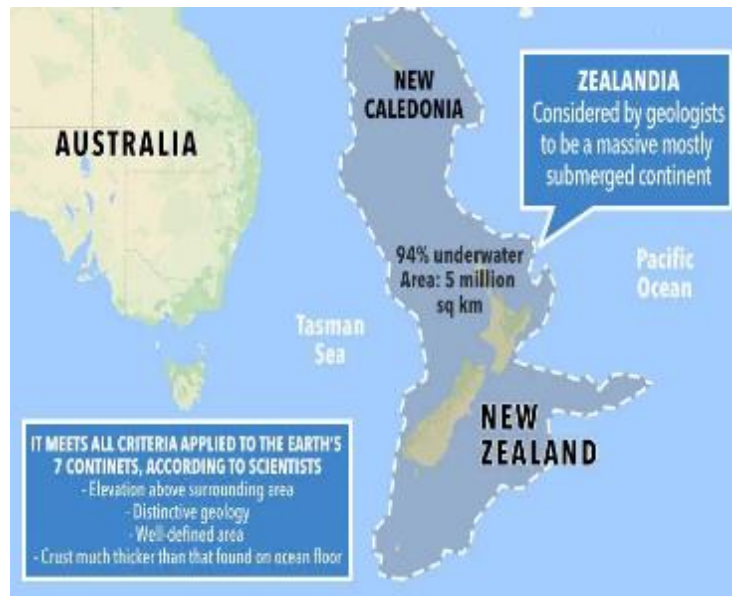 NEW
CALEDONIA
AUSTRALIA
ZEALANDIA
Considered by geologists
to be a massive mostly
submerged continent
94% underwater
Area: 5 million
sq km
Pacific
Ocean
Tasman
Sea
NEW
ZEALAND
IT MEETS ALL CRITERIA APPLIED TO THE EARTH'S
7 CONTINETS, ACCORDING TO SCIENTISTS
- Elevation above surrounding area
- Distinctive geology
- Well-defined area
- Crust much thicker than that found on ocean floor